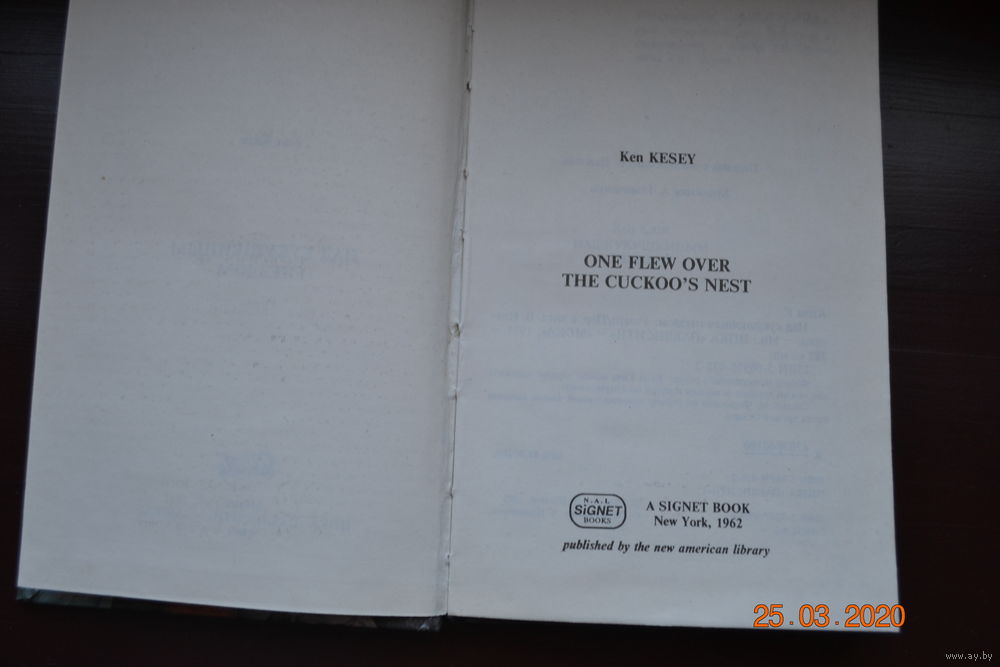 Ken KESEY
ONE FLEW OVER
THE CUCKOO'S NEST
N.A.L
SiGNET
BOOKS
A SIGNET BOOK
New York, 1962
published by the new american library
25.03.2020
www.ay.by